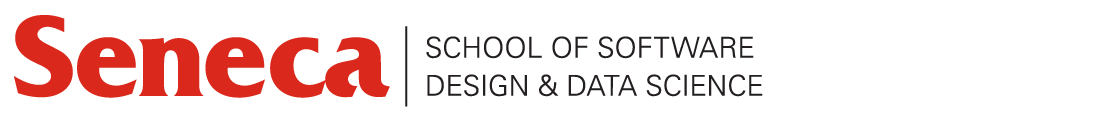 Seneca
SCHOOL OF SOFTWARE
DESIGN & DATA SCIENCE